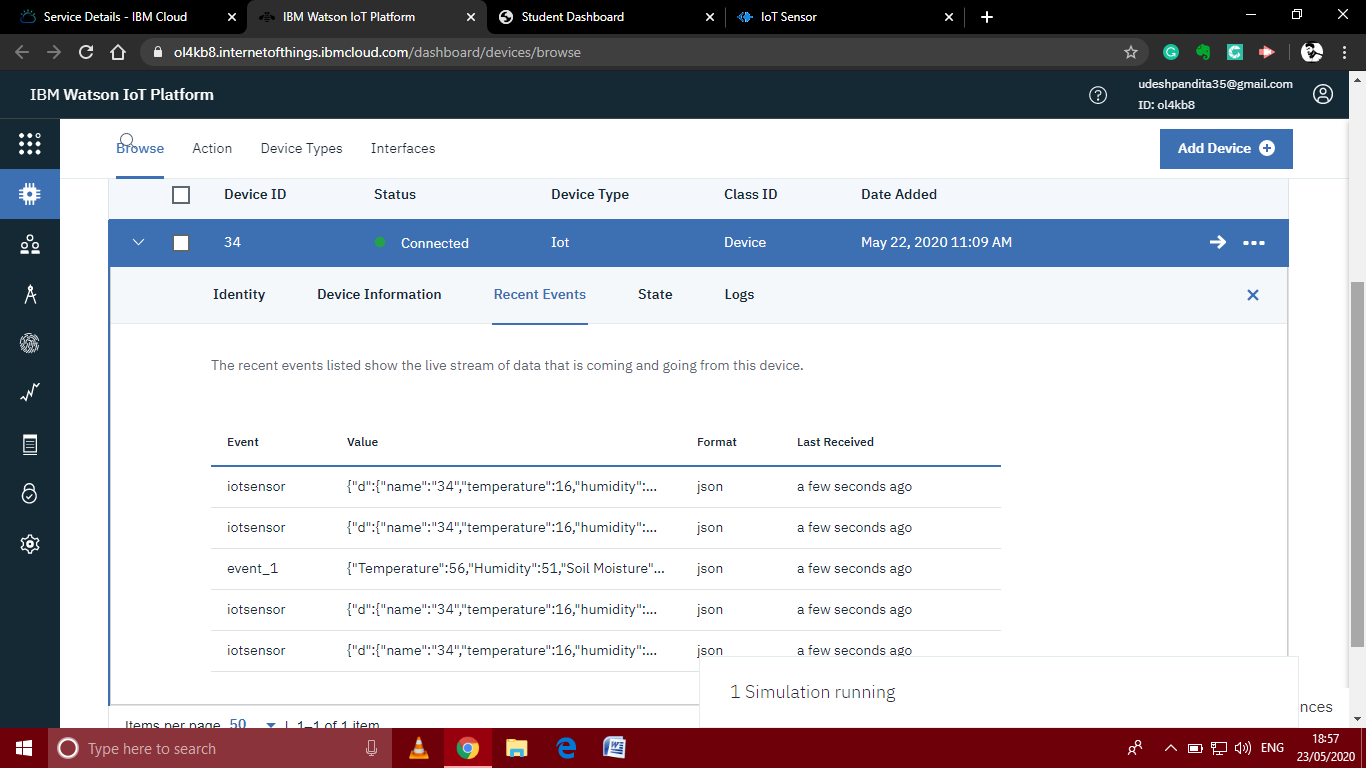 Service Details - IBM Cloud
IBM Watson IoT Platform
Student Dashboard
IoT Sensor
ol4kb8.internetofthings.ibmcloud.com/dashboard/devices/browse
IBM Watson IoT Platform
udeshpandita35@gmail.com
ID: ol4kb8
Browse Action Device Types Interfaces
Add Device
Device ID Status Device Type Class ID Date Added
34 Connected Iot Device May 22, 2020 11:09 AM
Identity Device Information Recent Events State Logs
The recent events listed show the live stream of data that is coming and going from this device.
Event Value Format Last Received
iotsensor {"d":{"name":"34","temperature":16,"humidity":... json a few seconds ago
iotsensor {"d":{"name":"34","temperature":16,"humidity":... json a few seconds ago
event_1 {"Temperature":56,"Humidity":51,"Soil Moisture"... json a few seconds ago
iotsensor {"d":{"name":"34","temperature":16,"humidity":... json a few seconds ago
iotsensor {"d":{"name":"34","temperature":16,"humidity":... json a few seconds ago
1 Simulation running
nces
Items per page 50 | 1–1 of 1 item
Type here to search
ENG
18:57
23/05/2020